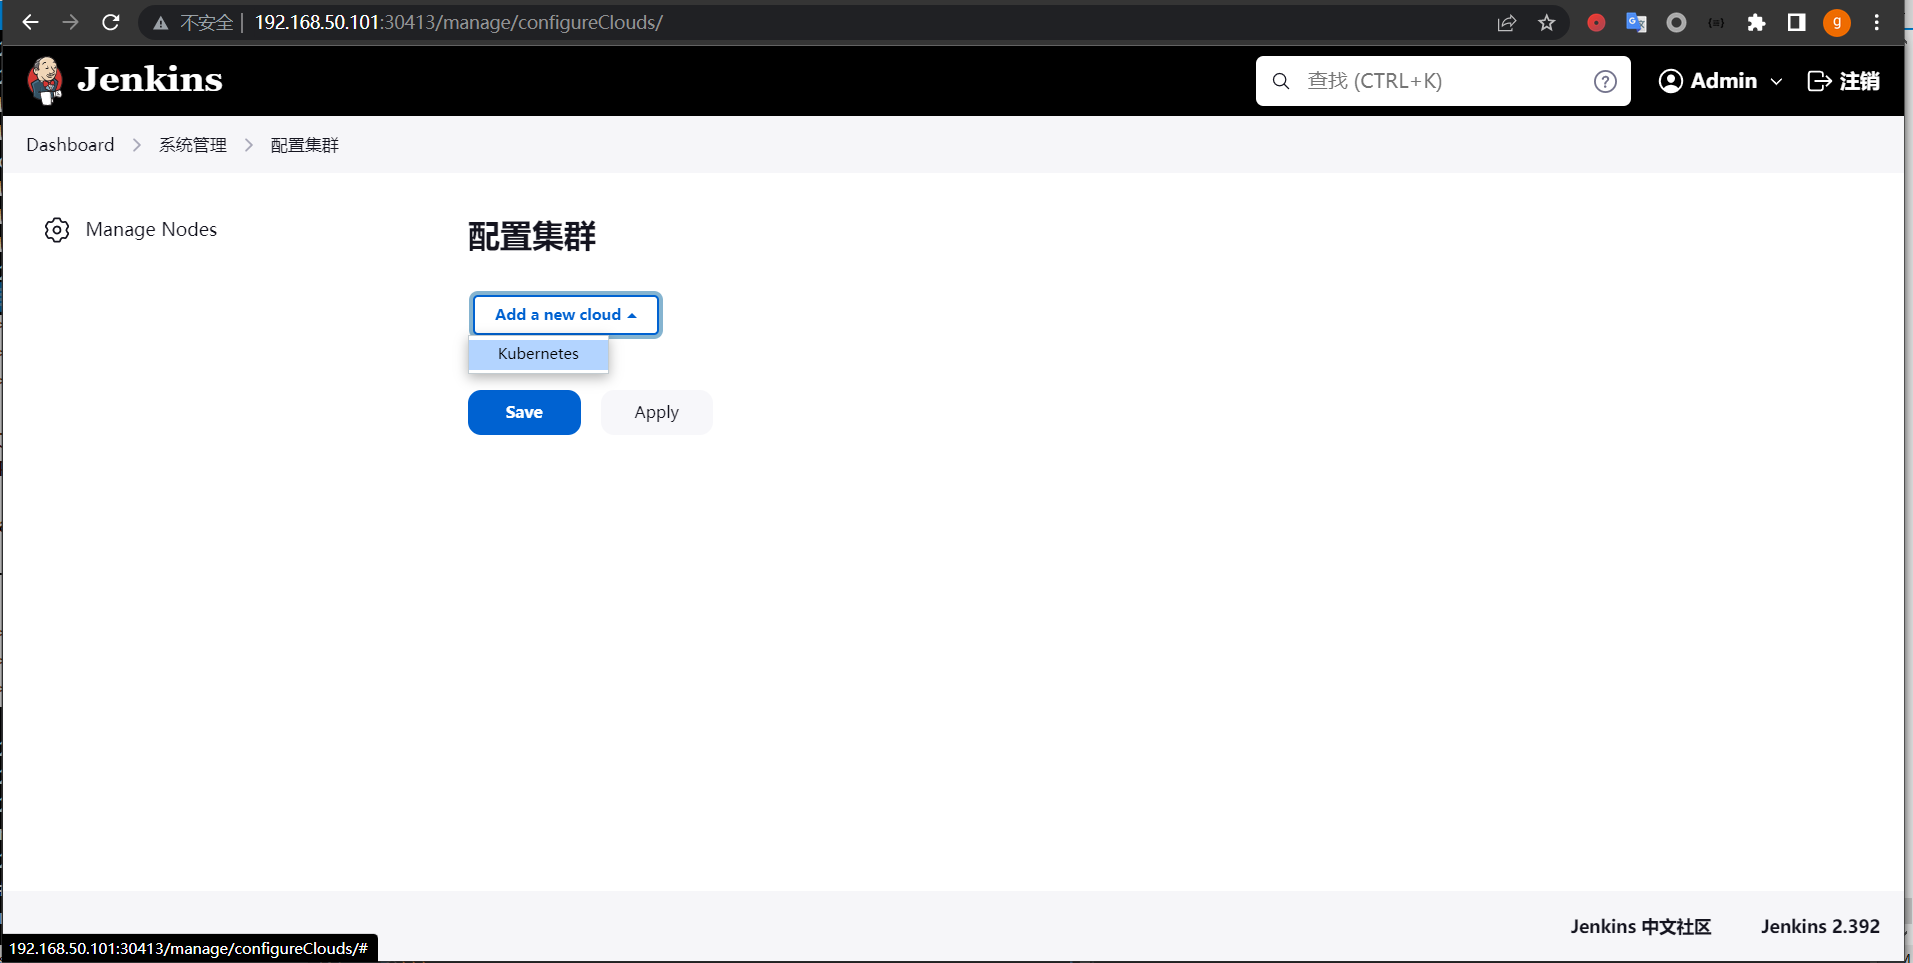 不安全 | 192.168.50.101:30413/manage/configureClouds/
g
Jenkins
查找 (CTRL+K)
Admin
注销
Dashboard > 系统管理 > 配置集群
Manage Nodes
配置集群
Add a new cloud
Kubernetes
Save
Apply
Jenkins 中文社区
Jenkins 2.392
192.168.50.101:30413/manage/configureClouds/#